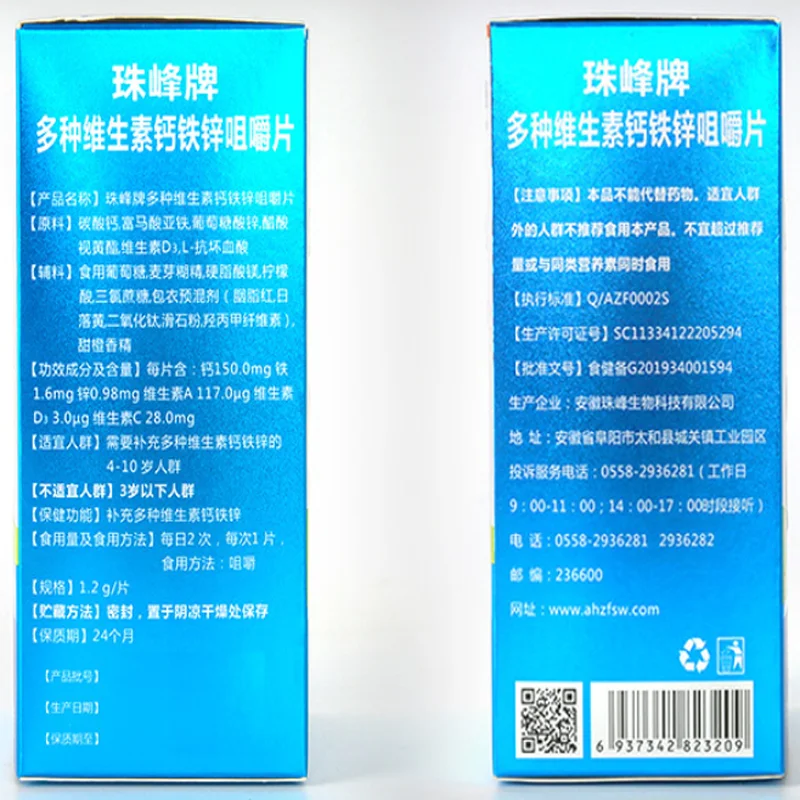 珠峰牌
多种维生素钙铁锌咀嚼片
【产品名称】珠峰牌多种维生素钙铁锌咀嚼片
【原料】碳酸钙,富马酸亚铁,葡萄糖酸锌,醋酸
视黄酯,维生素D₃,L-抗坏血酸
【辅料】食用葡萄糖,麦芽糊精,硬脂酸镁,柠檬
酸,三氯蔗糖,包衣预混剂（胭脂红,日
落黄,二氧化钛,滑石粉,羟丙甲纤维素）,
甜橙香精
【功效成分及含量】每片含：钙150.0mg 铁
1.6mg 锌0.98mg 维生素A 117.0μg 维生素
D₃ 3.0μg 维生素C 28.0mg
【适宜人群】需要补充多种维生素钙铁锌的
4-10 岁人群
【不适宜人群】3岁以下人群
【保健功能】补充多种维生素钙铁锌
【食用量及食用方法】每日2 次，每次1 片，
食用方法：咀嚼
【规格】1.2 g/片
【贮藏方法】密封，置于阴凉干燥处保存
【保质期】24个月
【产品批号】
【生产日期】
【保质期至】
珠峰牌
多种维生素钙铁锌咀嚼片
【注意事项】本品不能代替药物。适宜人群
外的人群不推荐食用本产品。不宜超过推荐
量或与同类营养素同时食用
【执行标准】Q/AZF0002S
【生产许可证号】SC11334122205294
【批准文号】食健备G201934001594
生产企业：安徽珠峰生物科技有限公司
地 址：安徽省阜阳市太和县城关镇工业园区
投诉服务电话：0558-2936281（工作日
9：00-11：00；14：00-17：00时段接听）
电 话：0558-2936281 2936282
邮 编：236600
网址：www.ahzfsw.com
6 937342 823209